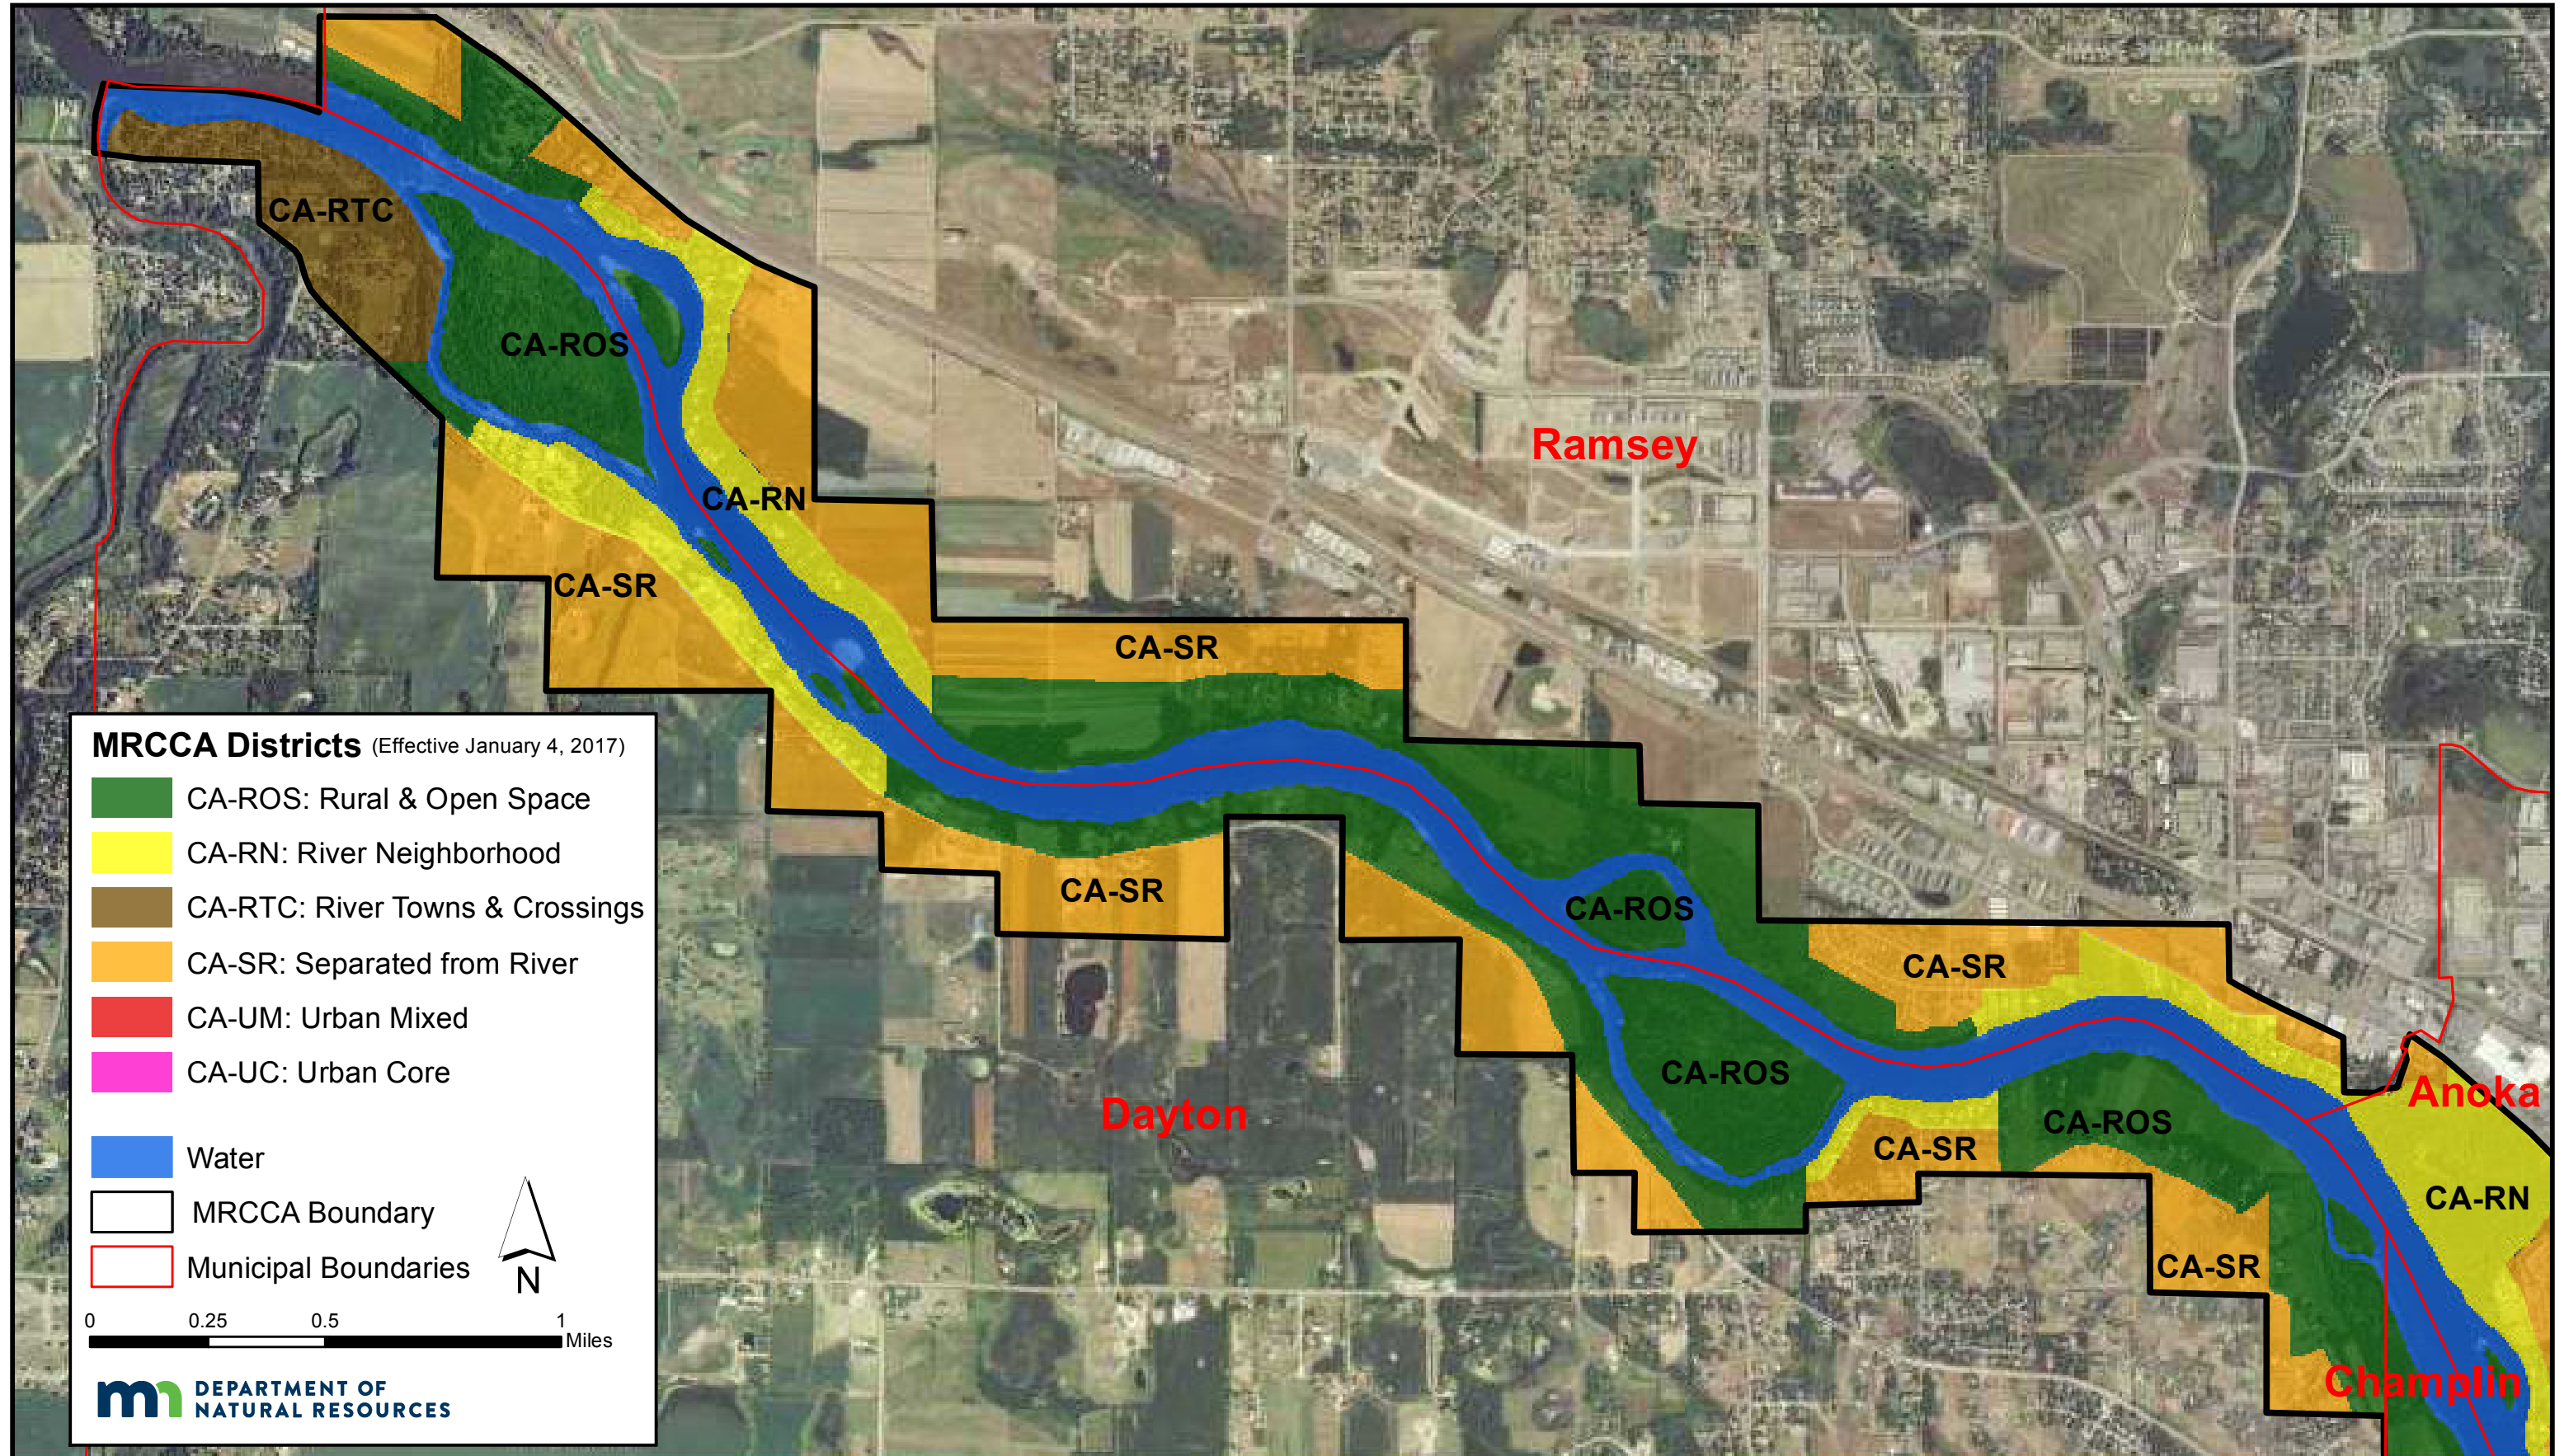 CA-RTC
CA-ROS
Ramsey
CA-RN
CA-SR
CA-SR
CA-SR
CA-ROS
CA-SR
CA-ROS
Dayton
CA-SR
CA-ROS
Anoka
CA-RN
CA-SR
Champlin
MRCCA Districts (Effective January 4, 2017)
CA-ROS: Rural & Open Space
CA-RN: River Neighborhood
CA-RTC: River Towns & Crossings
CA-SR: Separated from River
CA-UM: Urban Mixed
CA-UC: Urban Core
Water
MRCCA Boundary
Municipal Boundaries
N
0 0.25 0.5 1
Miles
mn DEPARTMENT OF
NATURAL RESOURCES